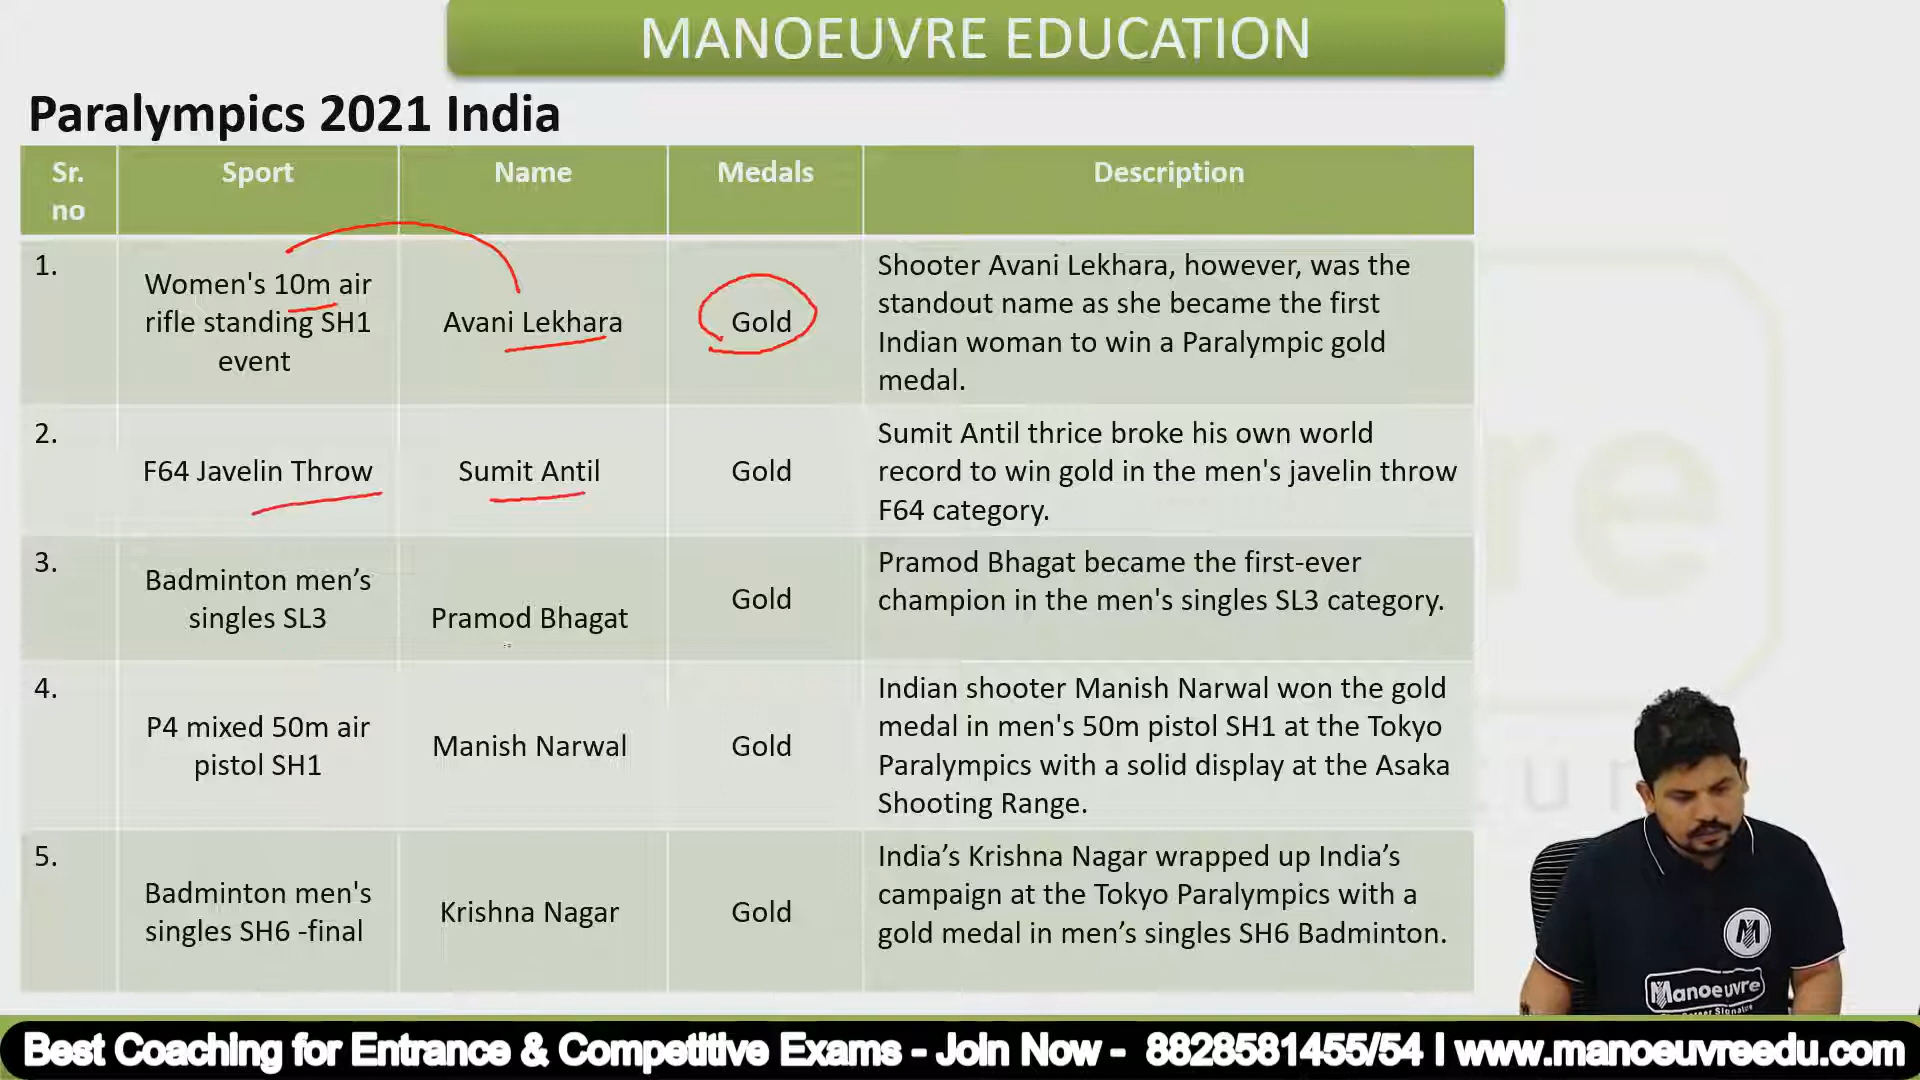 MANOEUVRE EDUCATION
Paralympics 2021 India
Sr.
no
Sport
Name
Medals
Description
1.
Women's 10m air
rifle standing SH1
event
Avani Lekhara
Gold
Shooter Avani Lekhara, however, was the
standout name as she became the first
Indian woman to win a Paralympic gold
medal.
2.
F64 Javelin Throw
Sumit Antil
Gold
Sumit Antil thrice broke his own world
record to win gold in the men's javelin throw
F64 category.
3.
Badminton men’s
singles SL3
Pramod Bhagat
Gold
Pramod Bhagat became the first-ever
champion in the men's singles SL3 category.
4.
P4 mixed 50m air
pistol SH1
Manish Narwal
Gold
Indian shooter Manish Narwal won the gold
medal in men's 50m pistol SH1 at the Tokyo
Paralympics with a solid display at the Asaka
Shooting Range.
5.
Badminton men's
singles SH6 -final
Krishna Nagar
Gold
India’s Krishna Nagar wrapped up India’s
campaign at the Tokyo Paralympics with a
gold medal in men’s singles SH6 Badminton.
M
Manoeuvre
Best Coaching for Entrance & Competitive Exams - Join Now - 8828581455/54 I www.manoeuvreedu.com